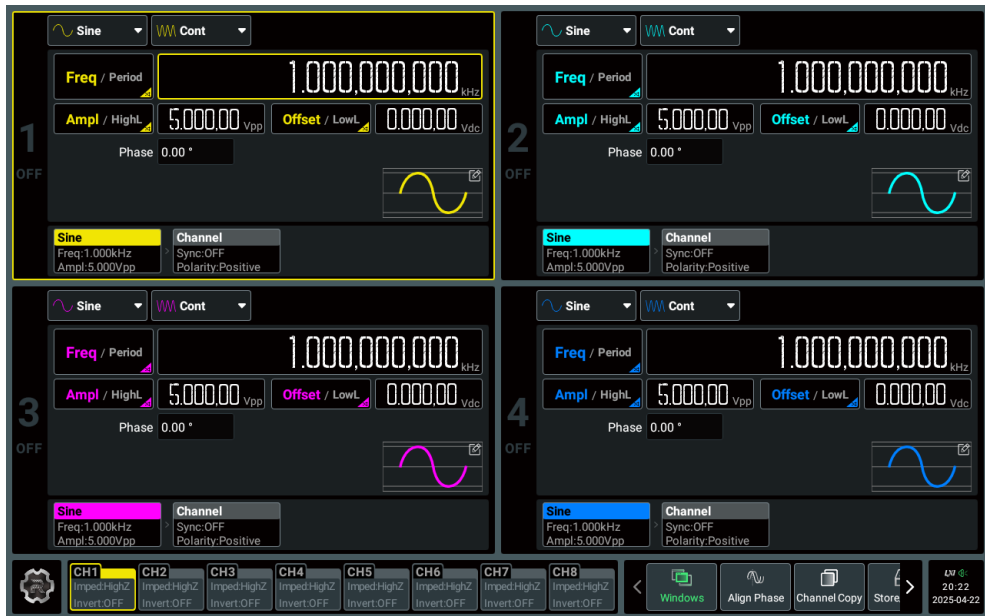 Sine Cont
Freq / Period 1.000,000,000 kHz
Ampl / HighL 5.000,00 Vpp Offset / LowL 0.000,00 Vdc
1
OFF
Phase 0.00 °
Sine
Freq:1.000kHz
Ampl:5.000Vpp
Channel
Sync:OFF
Polarity:Positive
Sine Cont
Freq / Period 1.000,000,000 kHz
Ampl / HighL 5.000,00 Vpp Offset / LowL 0.000,00 Vdc
2
OFF
Phase 0.00 °
Sine
Freq:1.000kHz
Ampl:5.000Vpp
Channel
Sync:OFF
Polarity:Positive
Sine Cont
Freq / Period 1.000,000,000 kHz
Ampl / HighL 5.000,00 Vpp Offset / LowL 0.000,00 Vdc
3
OFF
Phase 0.00 °
Sine
Freq:1.000kHz
Ampl:5.000Vpp
Channel
Sync:OFF
Polarity:Positive
Sine Cont
Freq / Period 1.000,000,000 kHz
Ampl / HighL 5.000,00 Vpp Offset / LowL 0.000,00 Vdc
4
OFF
Phase 0.00 °
Sine
Freq:1.000kHz
Ampl:5.000Vpp
Channel
Sync:OFF
Polarity:Positive
CH1
Imped:HighZ
Invert:OFF
CH2
Imped:HighZ
Invert:OFF
CH3
Imped:HighZ
Invert:OFF
CH4
Imped:HighZ
Invert:OFF
CH5
Imped:HighZ
Invert:OFF
CH6
Imped:HighZ
Invert:OFF
CH7
Imped:HighZ
Invert:OFF
CH8
Imped:HighZ
Invert:OFF
Windows
Align Phase
Channel Copy
Store
LXI
20:22
2025-04-22